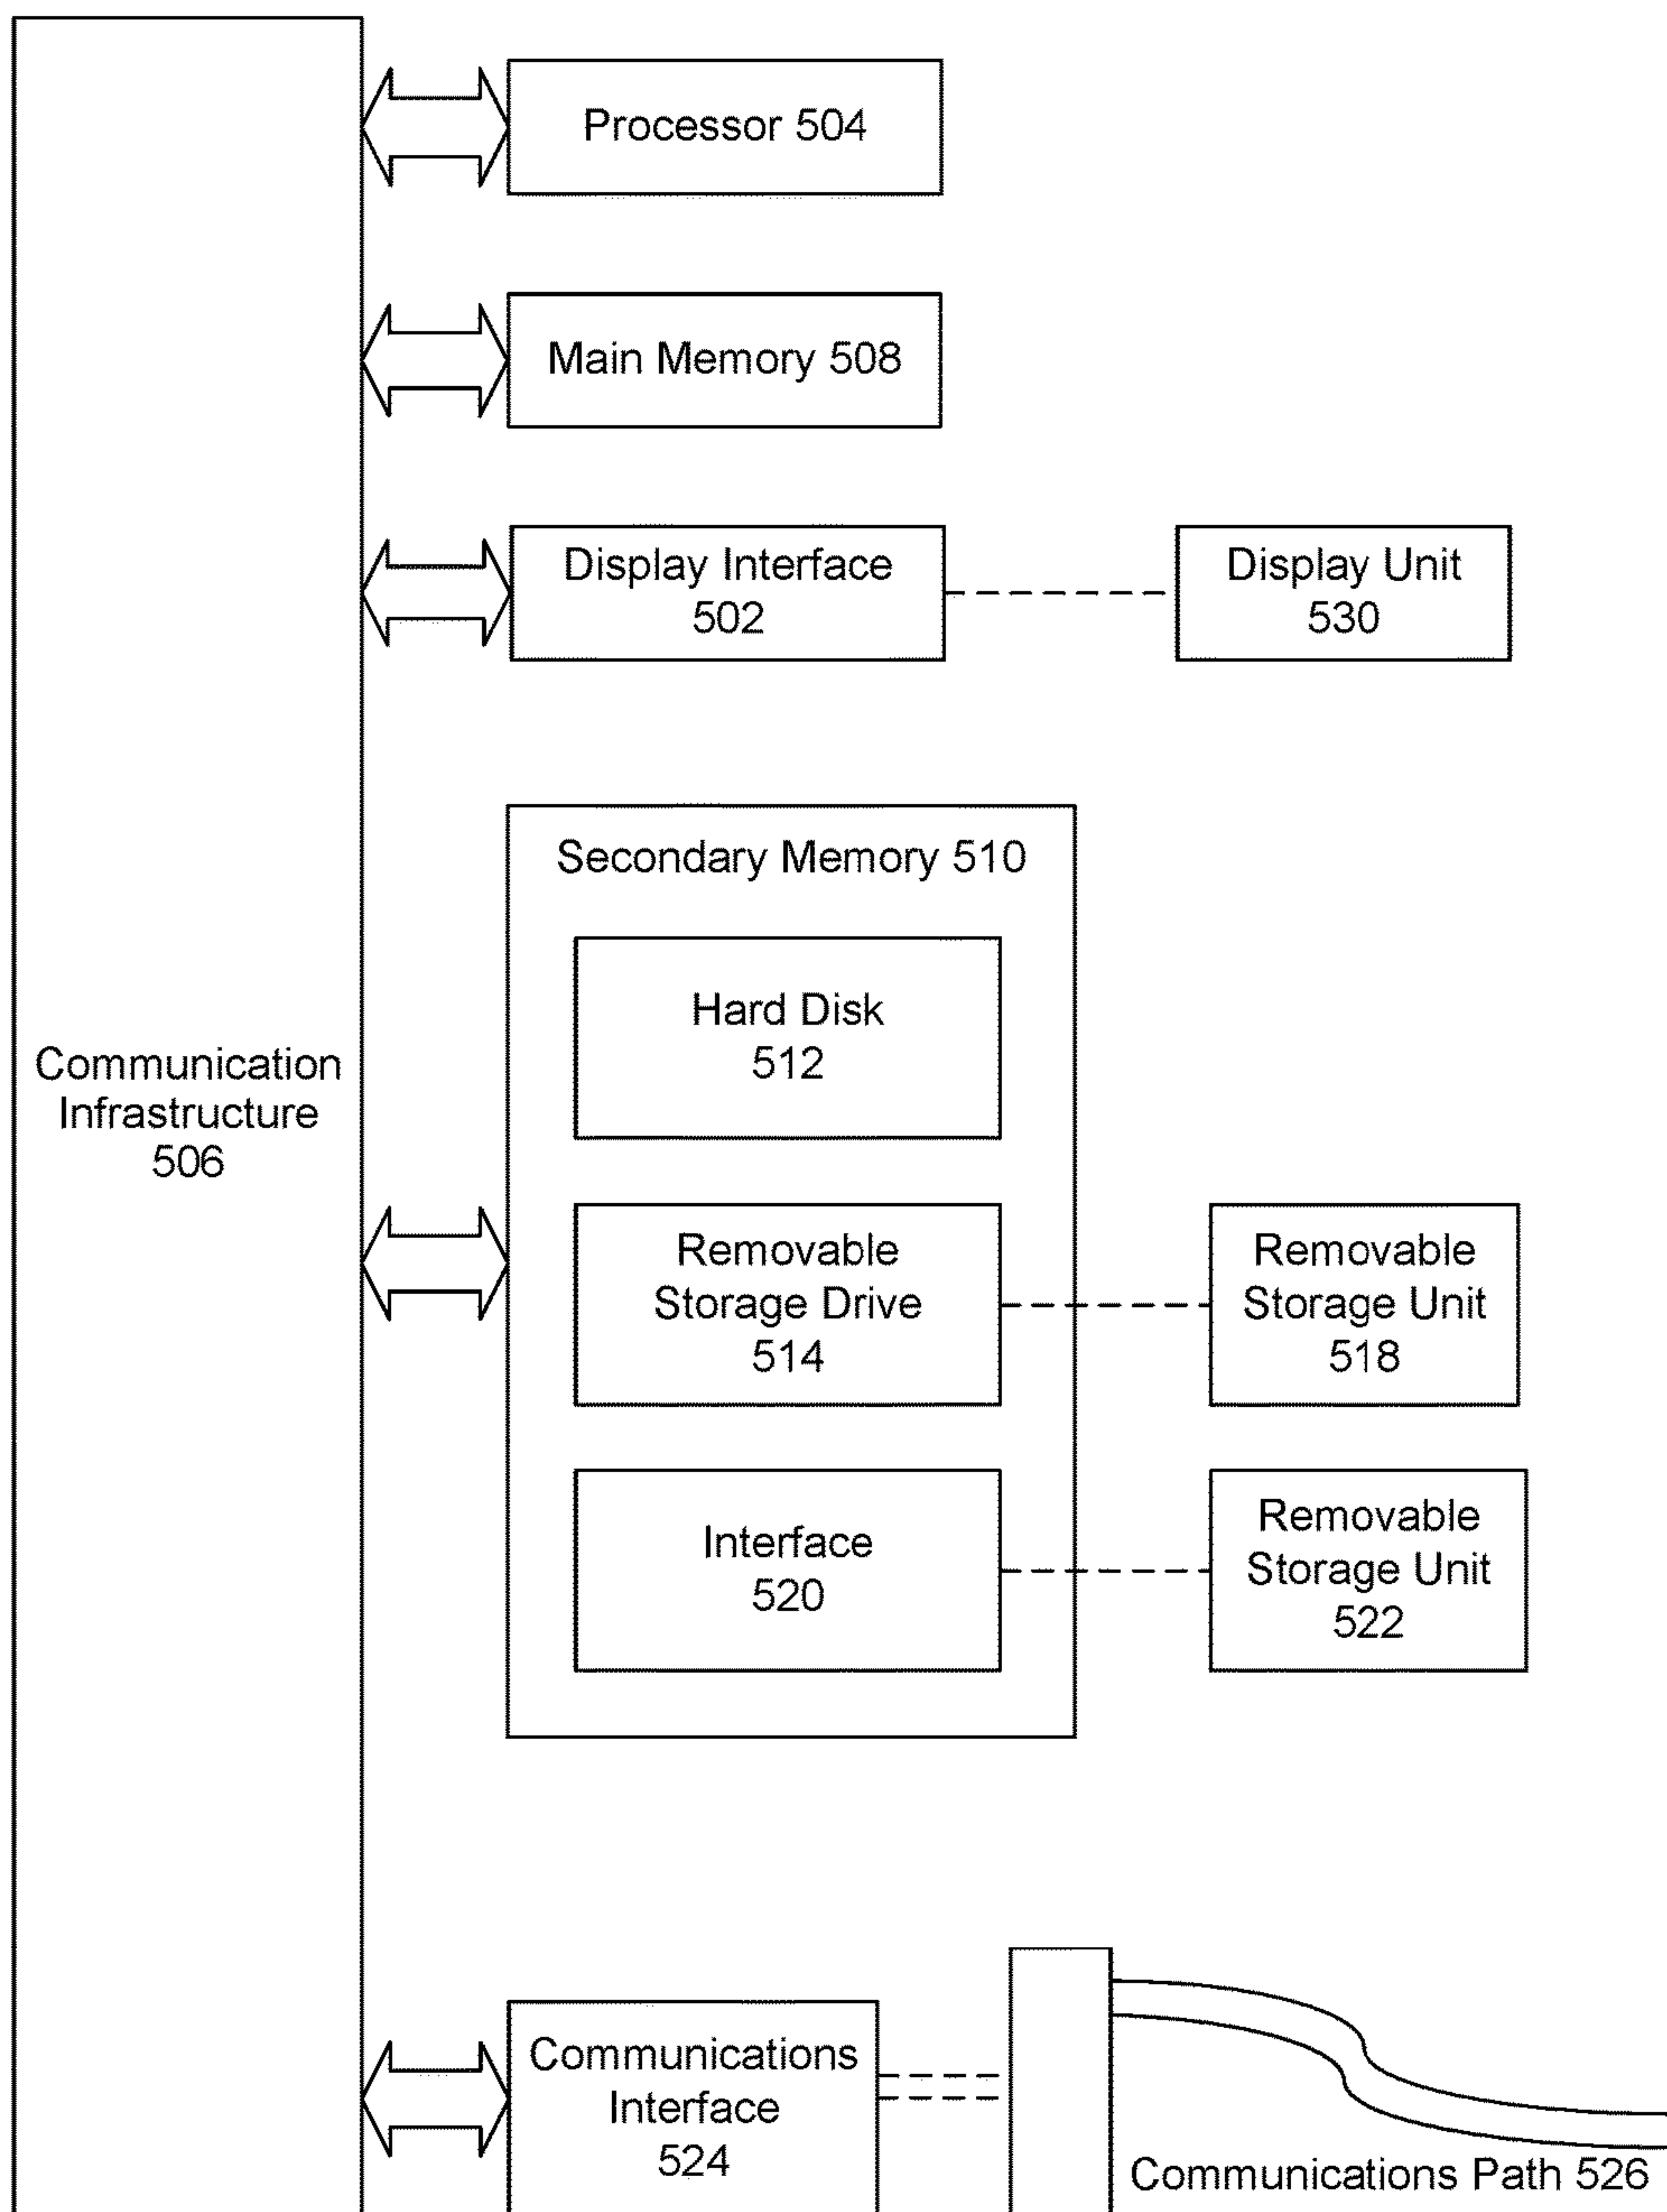 Processor 504
Main Memory 508
Display Interface
502
Display Unit
530
Secondary Memory 510
Hard Disk
512
Communication
Infrastructure
506
Removable
Storage Drive
514
Removable
Storage Unit
518
Interface
520
Removable
Storage Unit
522
Communications
Interface
524
Communications Path 526